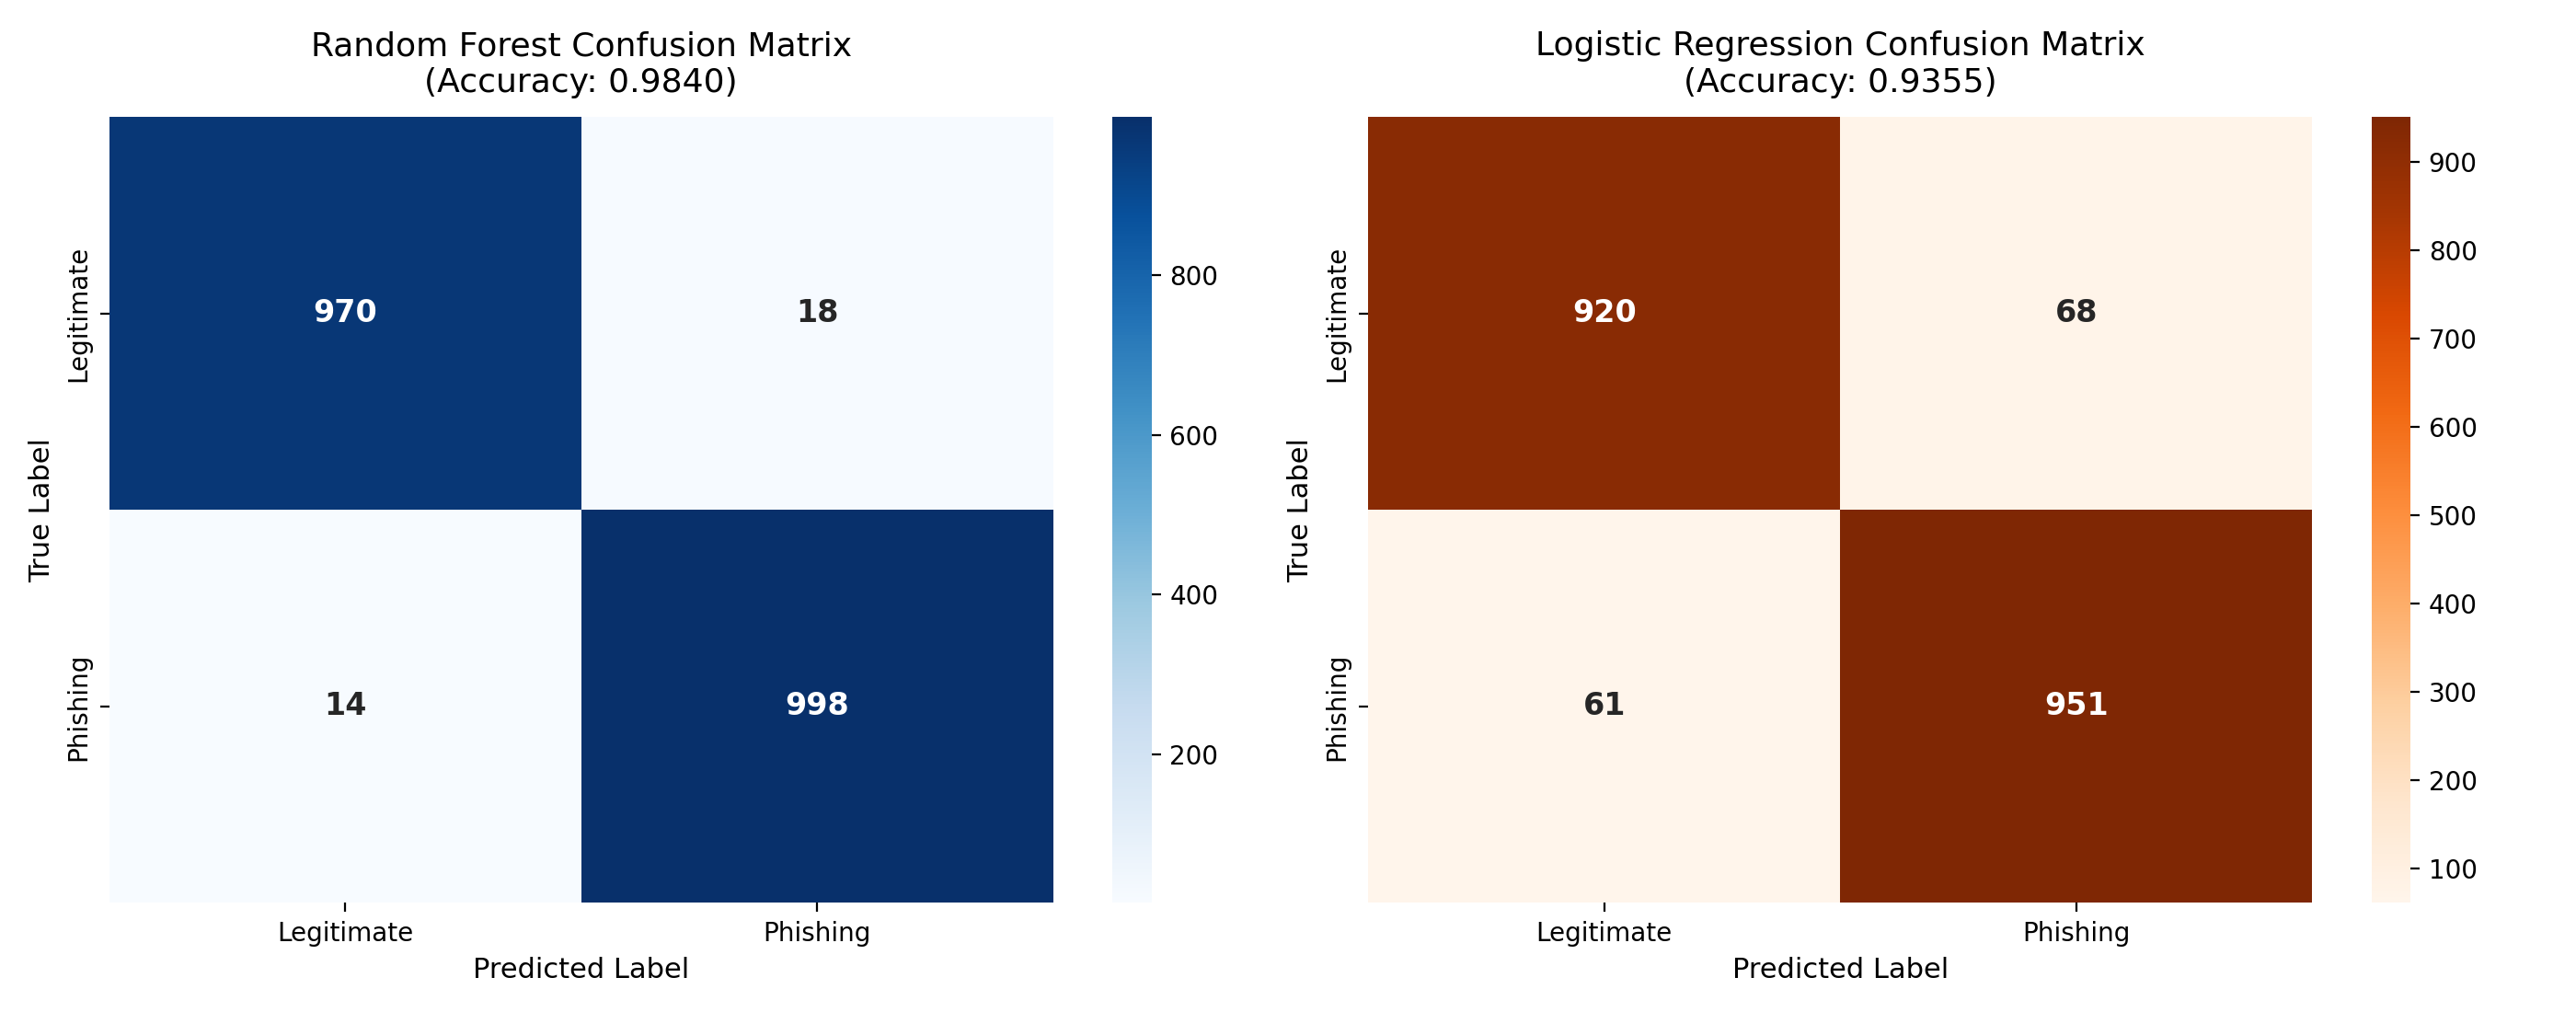 Random Forest Confusion Matrix
(Accuracy: 0.9840)
True Label
Legitimate
Phishing
970
18
14
998
Legitimate
Phishing
Predicted Label
800
600
400
200
Logistic Regression Confusion Matrix
(Accuracy: 0.9355)
True Label
Legitimate
Phishing
920
68
61
951
Legitimate
Phishing
Predicted Label
900
800
700
600
500
400
300
200
100